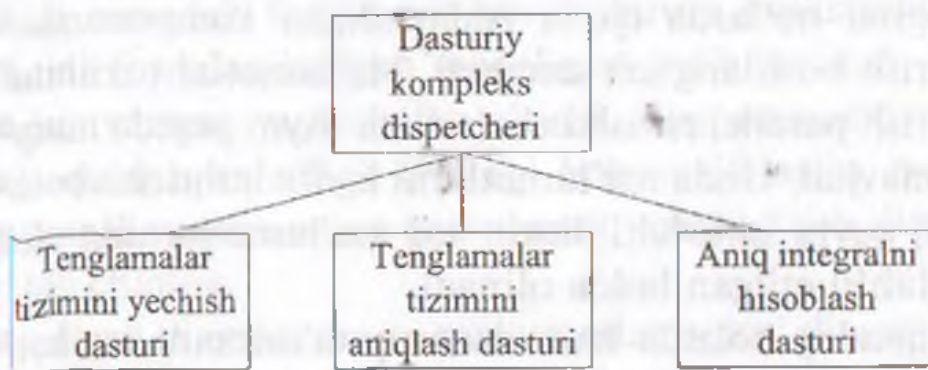 Dasturiy
kompleks
dispetcheri
Tenglamalar
tizimini yechish
dasturi
Tenglamalar
tizimini
aniqlash dasturi
Aniq integralni
hisoblash
dasturi